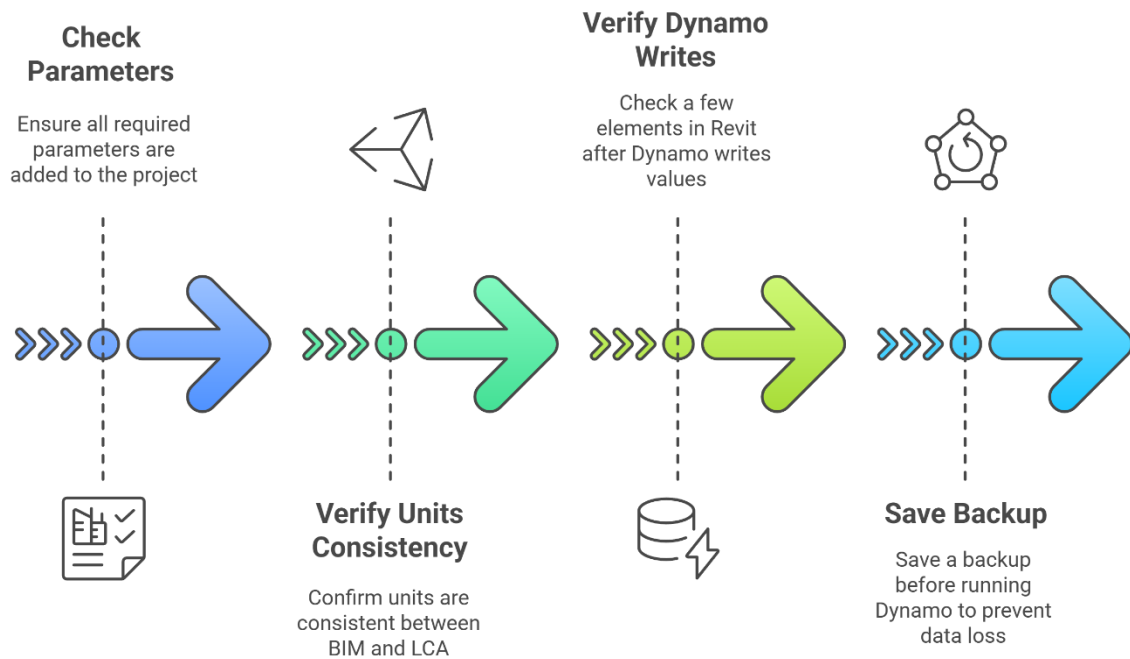 Check
Parameters
Ensure all required
parameters are
added to the project
Verify Units
Consistency
Confirm units are
consistent between
BIM and LCA
Verify Dynamo
Writes
Check a few
elements in Revit
after Dynamo writes
values
Save Backup
Save a backup
before running
Dynamo to prevent
data loss